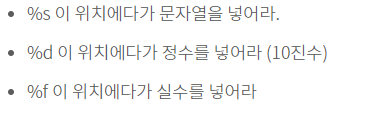 %s 이 위치에다가 문자열을 넣어라.
%d 이 위치에다가 정수를 넣어라 (10진수)
%f 이 위치에다가 실수를 넣어라